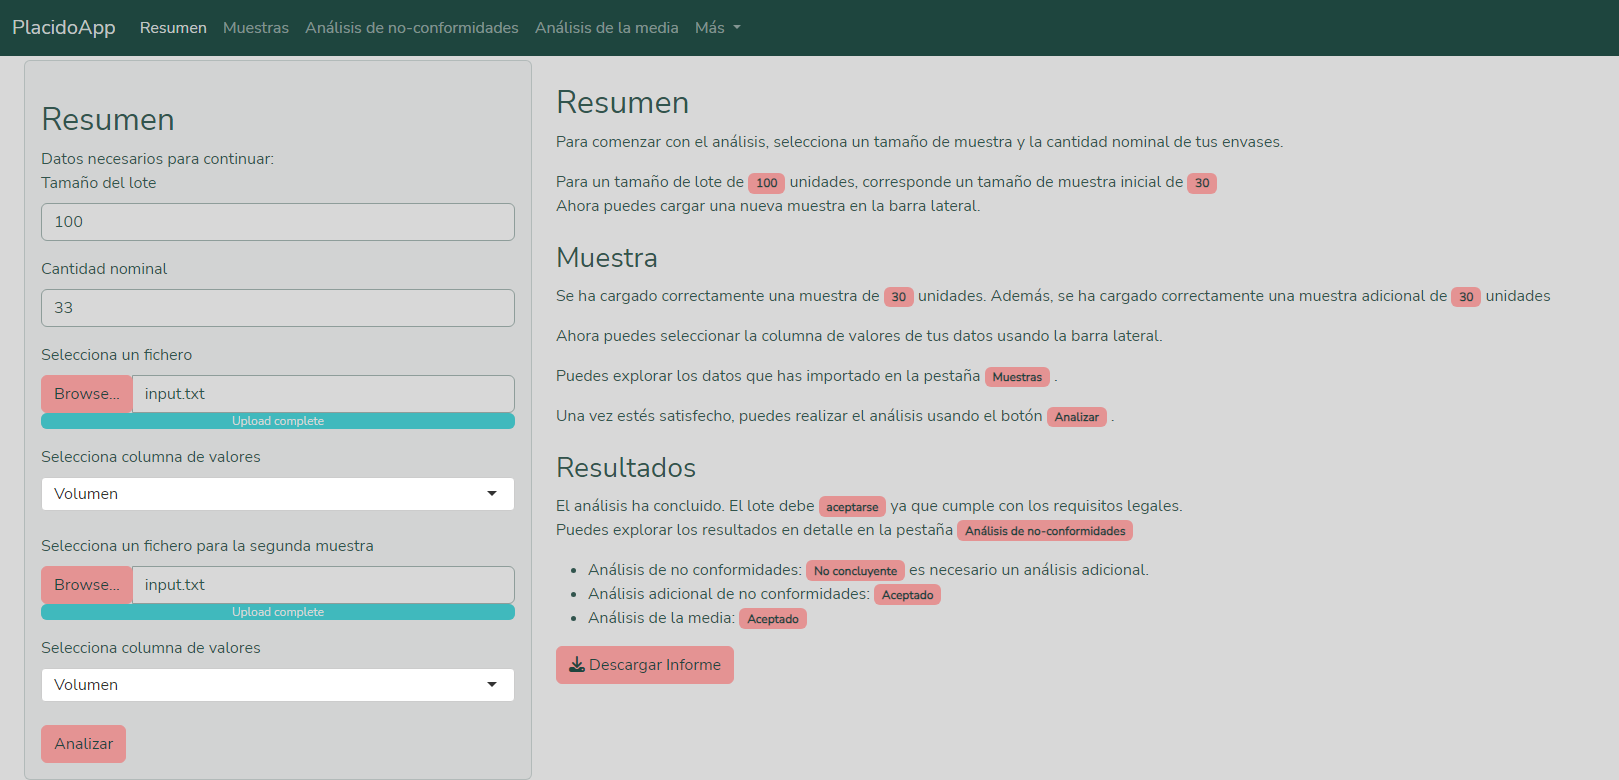 PlacidoApp Resumen Muestras Análisis de no-conformidades Análisis de la media Más
Resumen
Datos necesarios para continuar:
Tamaño del lote
100
Cantidad nominal
33
Selecciona un fichero
Browse... input.txt
Upload complete
Selecciona columna de valores
Volumen
Selecciona un fichero para la segunda muestra
Browse... input.txt
Upload complete
Selecciona columna de valores
Volumen
Analizar
Resumen
Para comenzar con el análisis, selecciona un tamaño de muestra y la cantidad nominal de tus envases.
Para un tamaño de lote de 100 unidades, corresponde un tamaño de muestra inicial de 30
Ahora puedes cargar una nueva muestra en la barra lateral.
Muestra
Se ha cargado correctamente una muestra de 30 unidades. Además, se ha cargado correctamente una muestra adicional de 30 unidades
Ahora puedes seleccionar la columna de valores de tus datos usando la barra lateral.
Puedes explorar los datos que has importado en la pestaña Muestras .
Una vez estés satisfecho, puedes realizar el análisis usando el botón Analizar .
Resultados
El análisis ha concluido. El lote debe aceptarse ya que cumple con los requisitos legales.
Puedes explorar los resultados en detalle en la pestaña Análisis de no-conformidades
• Análisis de no conformidades: No concluyente es necesario un análisis adicional.
• Análisis adicional de no conformidades: Aceptado
• Análisis de la media: Aceptado
Descargar Informe